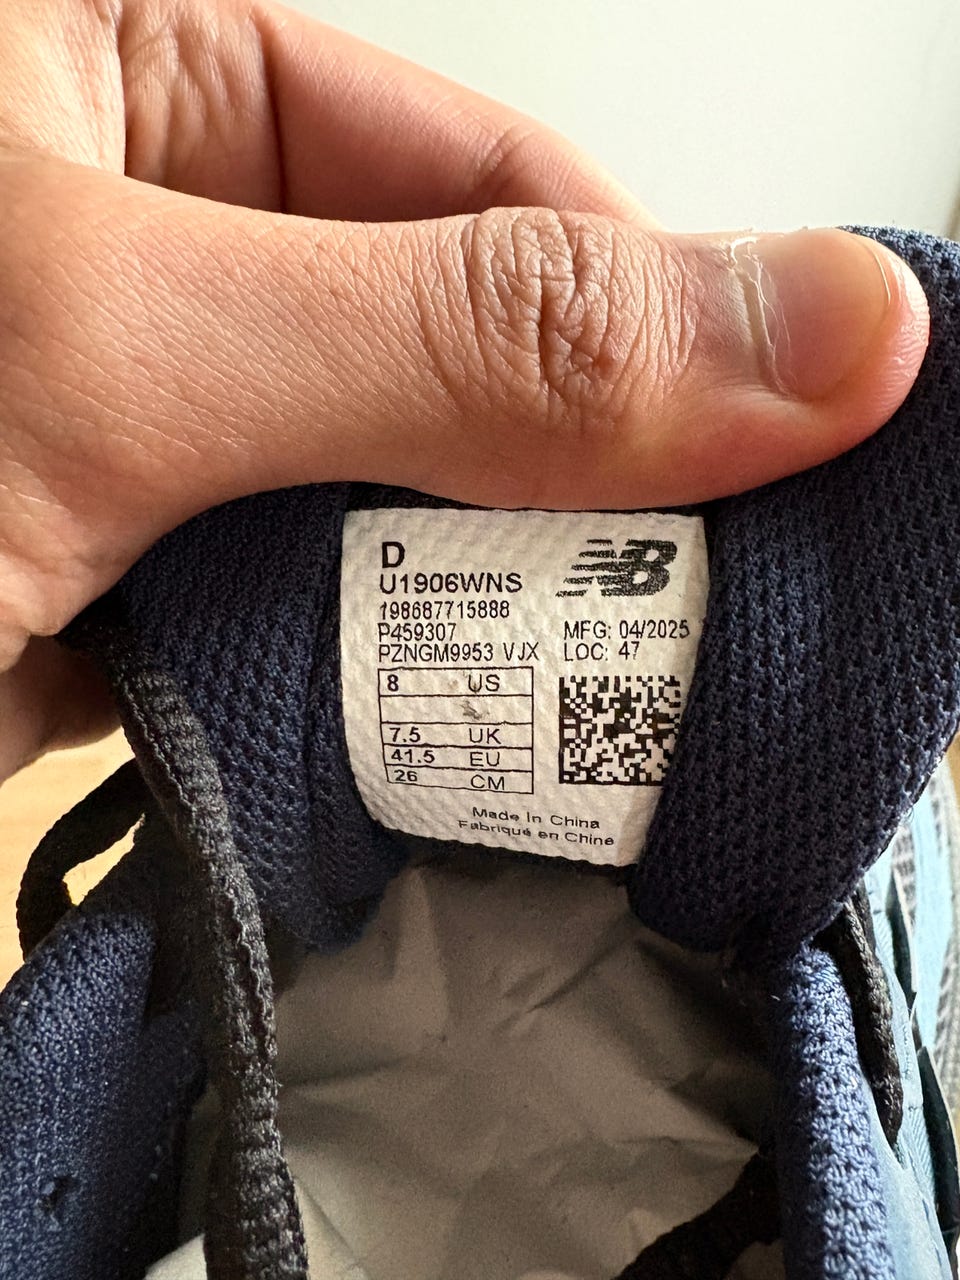 D
U1906WNS
198687715888
P459307
PZNGM9953 VJX
NB
MFG: 04/2025
LOC: 47
8 US
7.5 UK
41.5 EU
26 CM
Made In China
Fabriqué en Chine